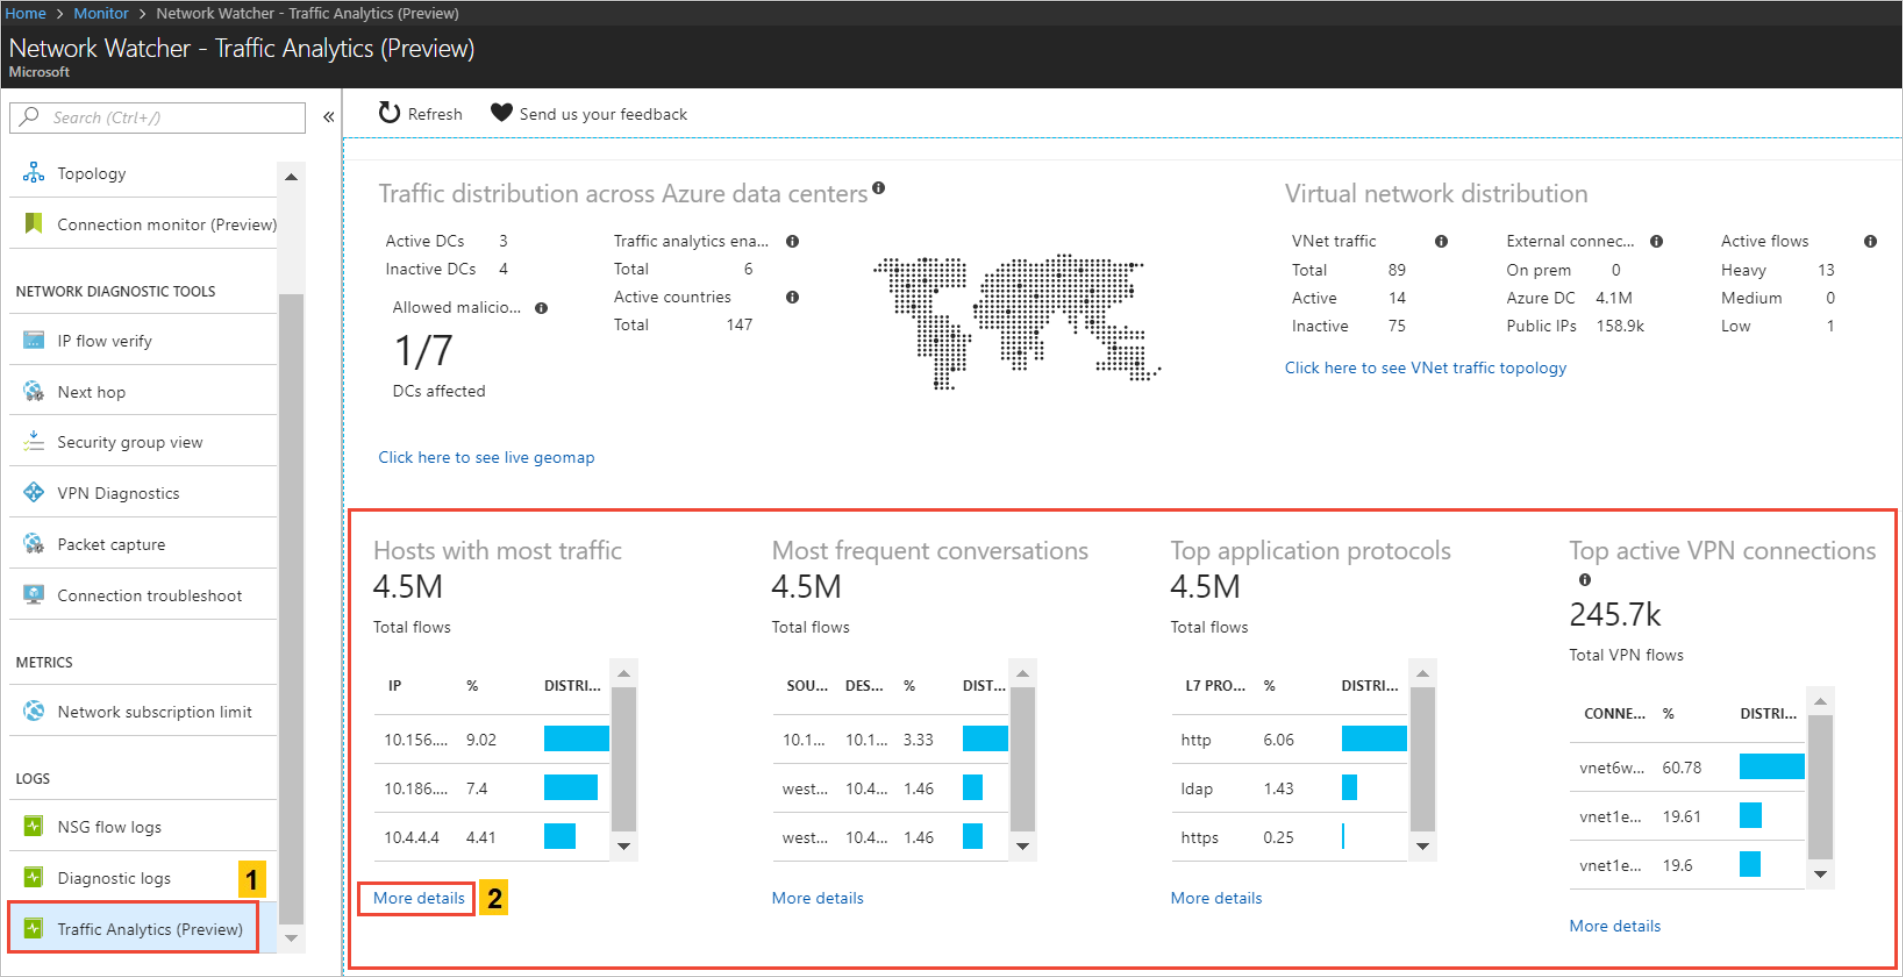 Home > Monitor > Network Watcher - Traffic Analytics (Preview)
Network Watcher - Traffic Analytics (Preview)
Microsoft
Search (Ctrl+/)
«
Topology
Connection monitor (Preview)
NETWORK DIAGNOSTIC TOOLS
IP flow verify
Next hop
Security group view
VPN Diagnostics
Packet capture
Connection troubleshoot
METRICS
Network subscription limit
LOGS
NSG flow logs
Diagnostic logs
1
Traffic Analytics (Preview)
Refresh
Send us your feedback
Traffic distribution across Azure data centers
Active DCs 3
Inactive DCs 4
Allowed malicio...
1/7
DCs affected
Traffic analytics ena...
Total 6
Active countries
Total 147
Click here to see live geomap
Virtual network distribution
VNet traffic
Total 89
Active 14
Inactive 75
External connec...
On prem 0
Azure DC 4.1M
Public IPs 158.9k
Active flows
Heavy 13
Medium 0
Low 1
Click here to see VNet traffic topology
Hosts with most traffic
4.5M
Total flows
IP % DISTRI...
10.156.... 9.02
10.186.... 7.4
10.4.4.4 4.41
More details
2
Most frequent conversations
4.5M
Total flows
SOU... DES... % DIST...
10.1... 10.1... 3.33
west... 10.4... 1.46
west... 10.4... 1.46
More details
Top application protocols
4.5M
Total flows
L7 PRO... % DISTRI...
http 6.06
ldap 1.43
https 0.25
More details
Top active VPN connections
245.7k
Total VPN flows
CONNE... % DISTRI...
vnet6w... 60.78
vnet1e... 19.61
vnet1e... 19.6
More details